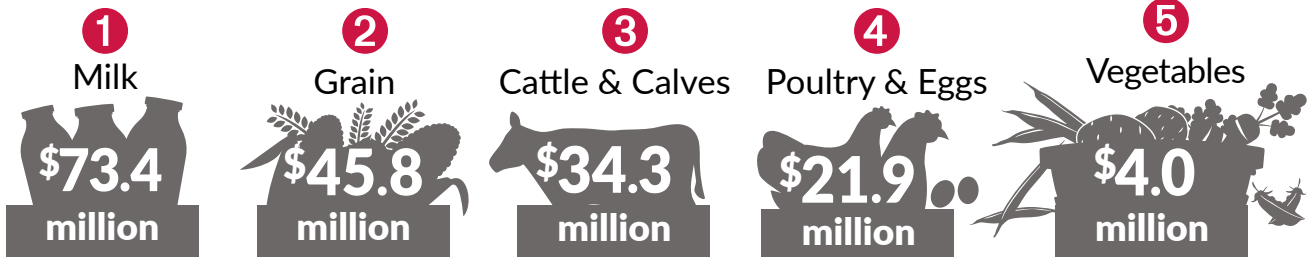 1
Milk
$73.4
million
2
Grain
$45.8
million
3
Cattle & Calves
$34.3
million
4
Poultry & Eggs
$21.9
million
5
Vegetables
$4.0
million